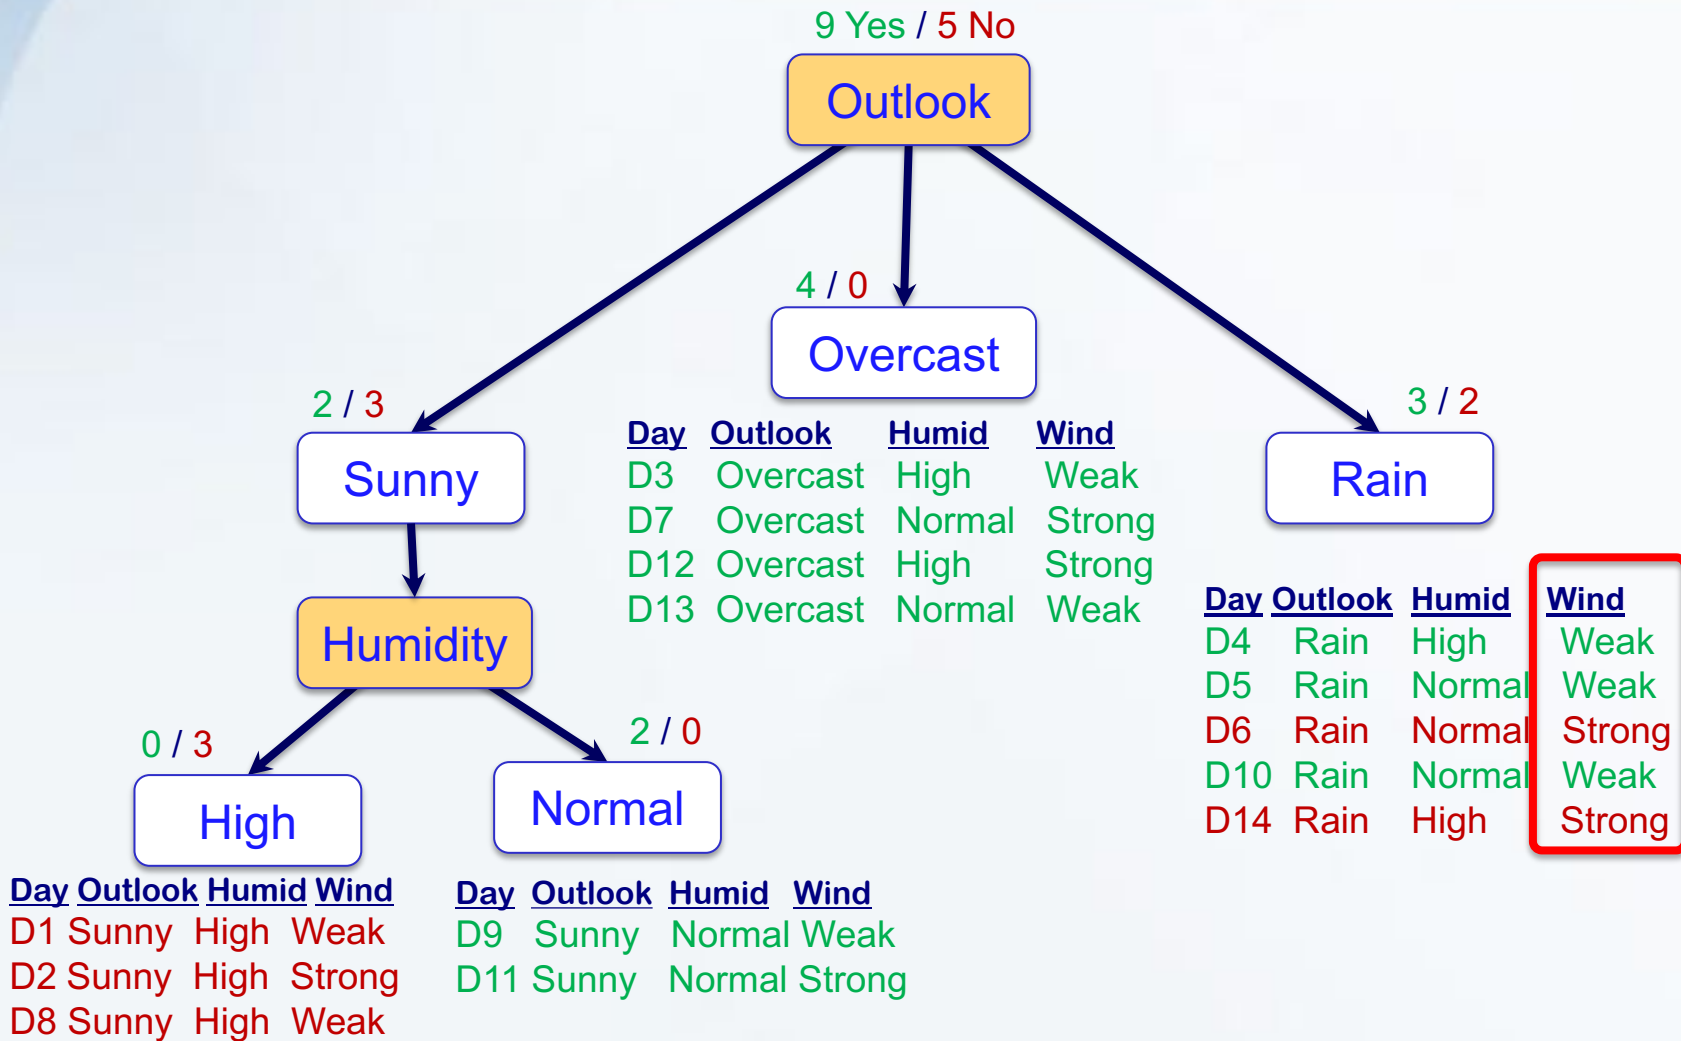 9 Yes / 5 No
Outlook
4 / 0
Overcast
2 / 3
Sunny
3 / 2
Rain
Day Outlook Humid Wind
D3 Overcast High Weak
D7 Overcast Normal Strong
D12 Overcast High Strong
D13 Overcast Normal Weak
Humidity
Day Outlook Humid Wind
D4 Rain High Weak
D5 Rain Normal Weak
D6 Rain Normal Strong
D10 Rain Normal Weak
D14 Rain High Strong
0 / 3
High
2 / 0
Normal
Day Outlook Humid Wind
D1 Sunny High Weak
D2 Sunny High Strong
D8 Sunny High Weak
Day Outlook Humid Wind
D9 Sunny Normal Weak
D11 Sunny Normal Strong